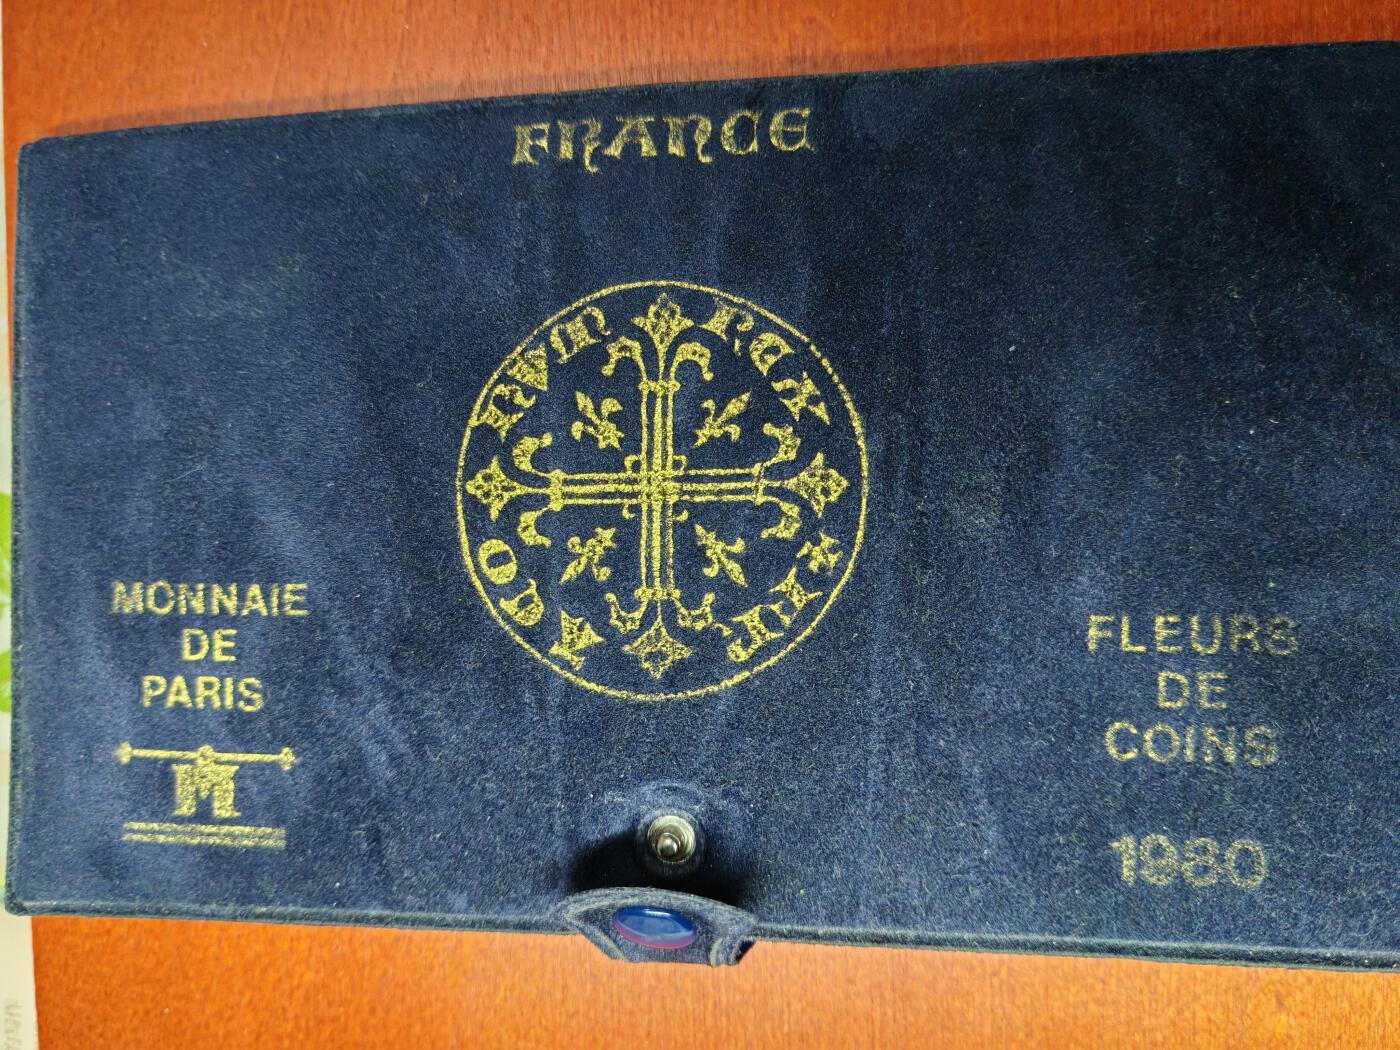 FRANCE
MONNAIE
DE
PARIS
M
FLEURS
DE
COINS
1980